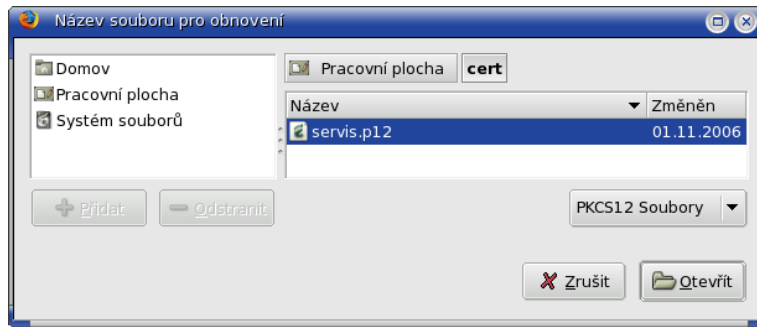 Název souboru pro obnovení
Domov
Pracovní plocha
Systém souborů
Pracovní plocha cert
Název Změněn
servis.p12 01.11.2006
Přidat Odstranit
PKCS12 Soubory
Zrušit Otevřít